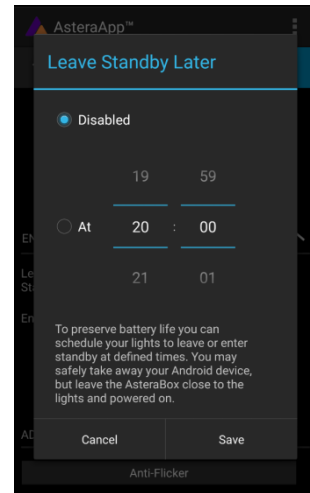 AsteraApp™
Leave Standby Later
Disabled
19 59
At 20 : 00
21 01
To preserve battery life you can
schedule your lights to leave or enter
standby at defined times. You may
safely take away your Android device,
but leave the AsteraBox close to the
lights and powered on.
Cancel Save
Anti-Flicker